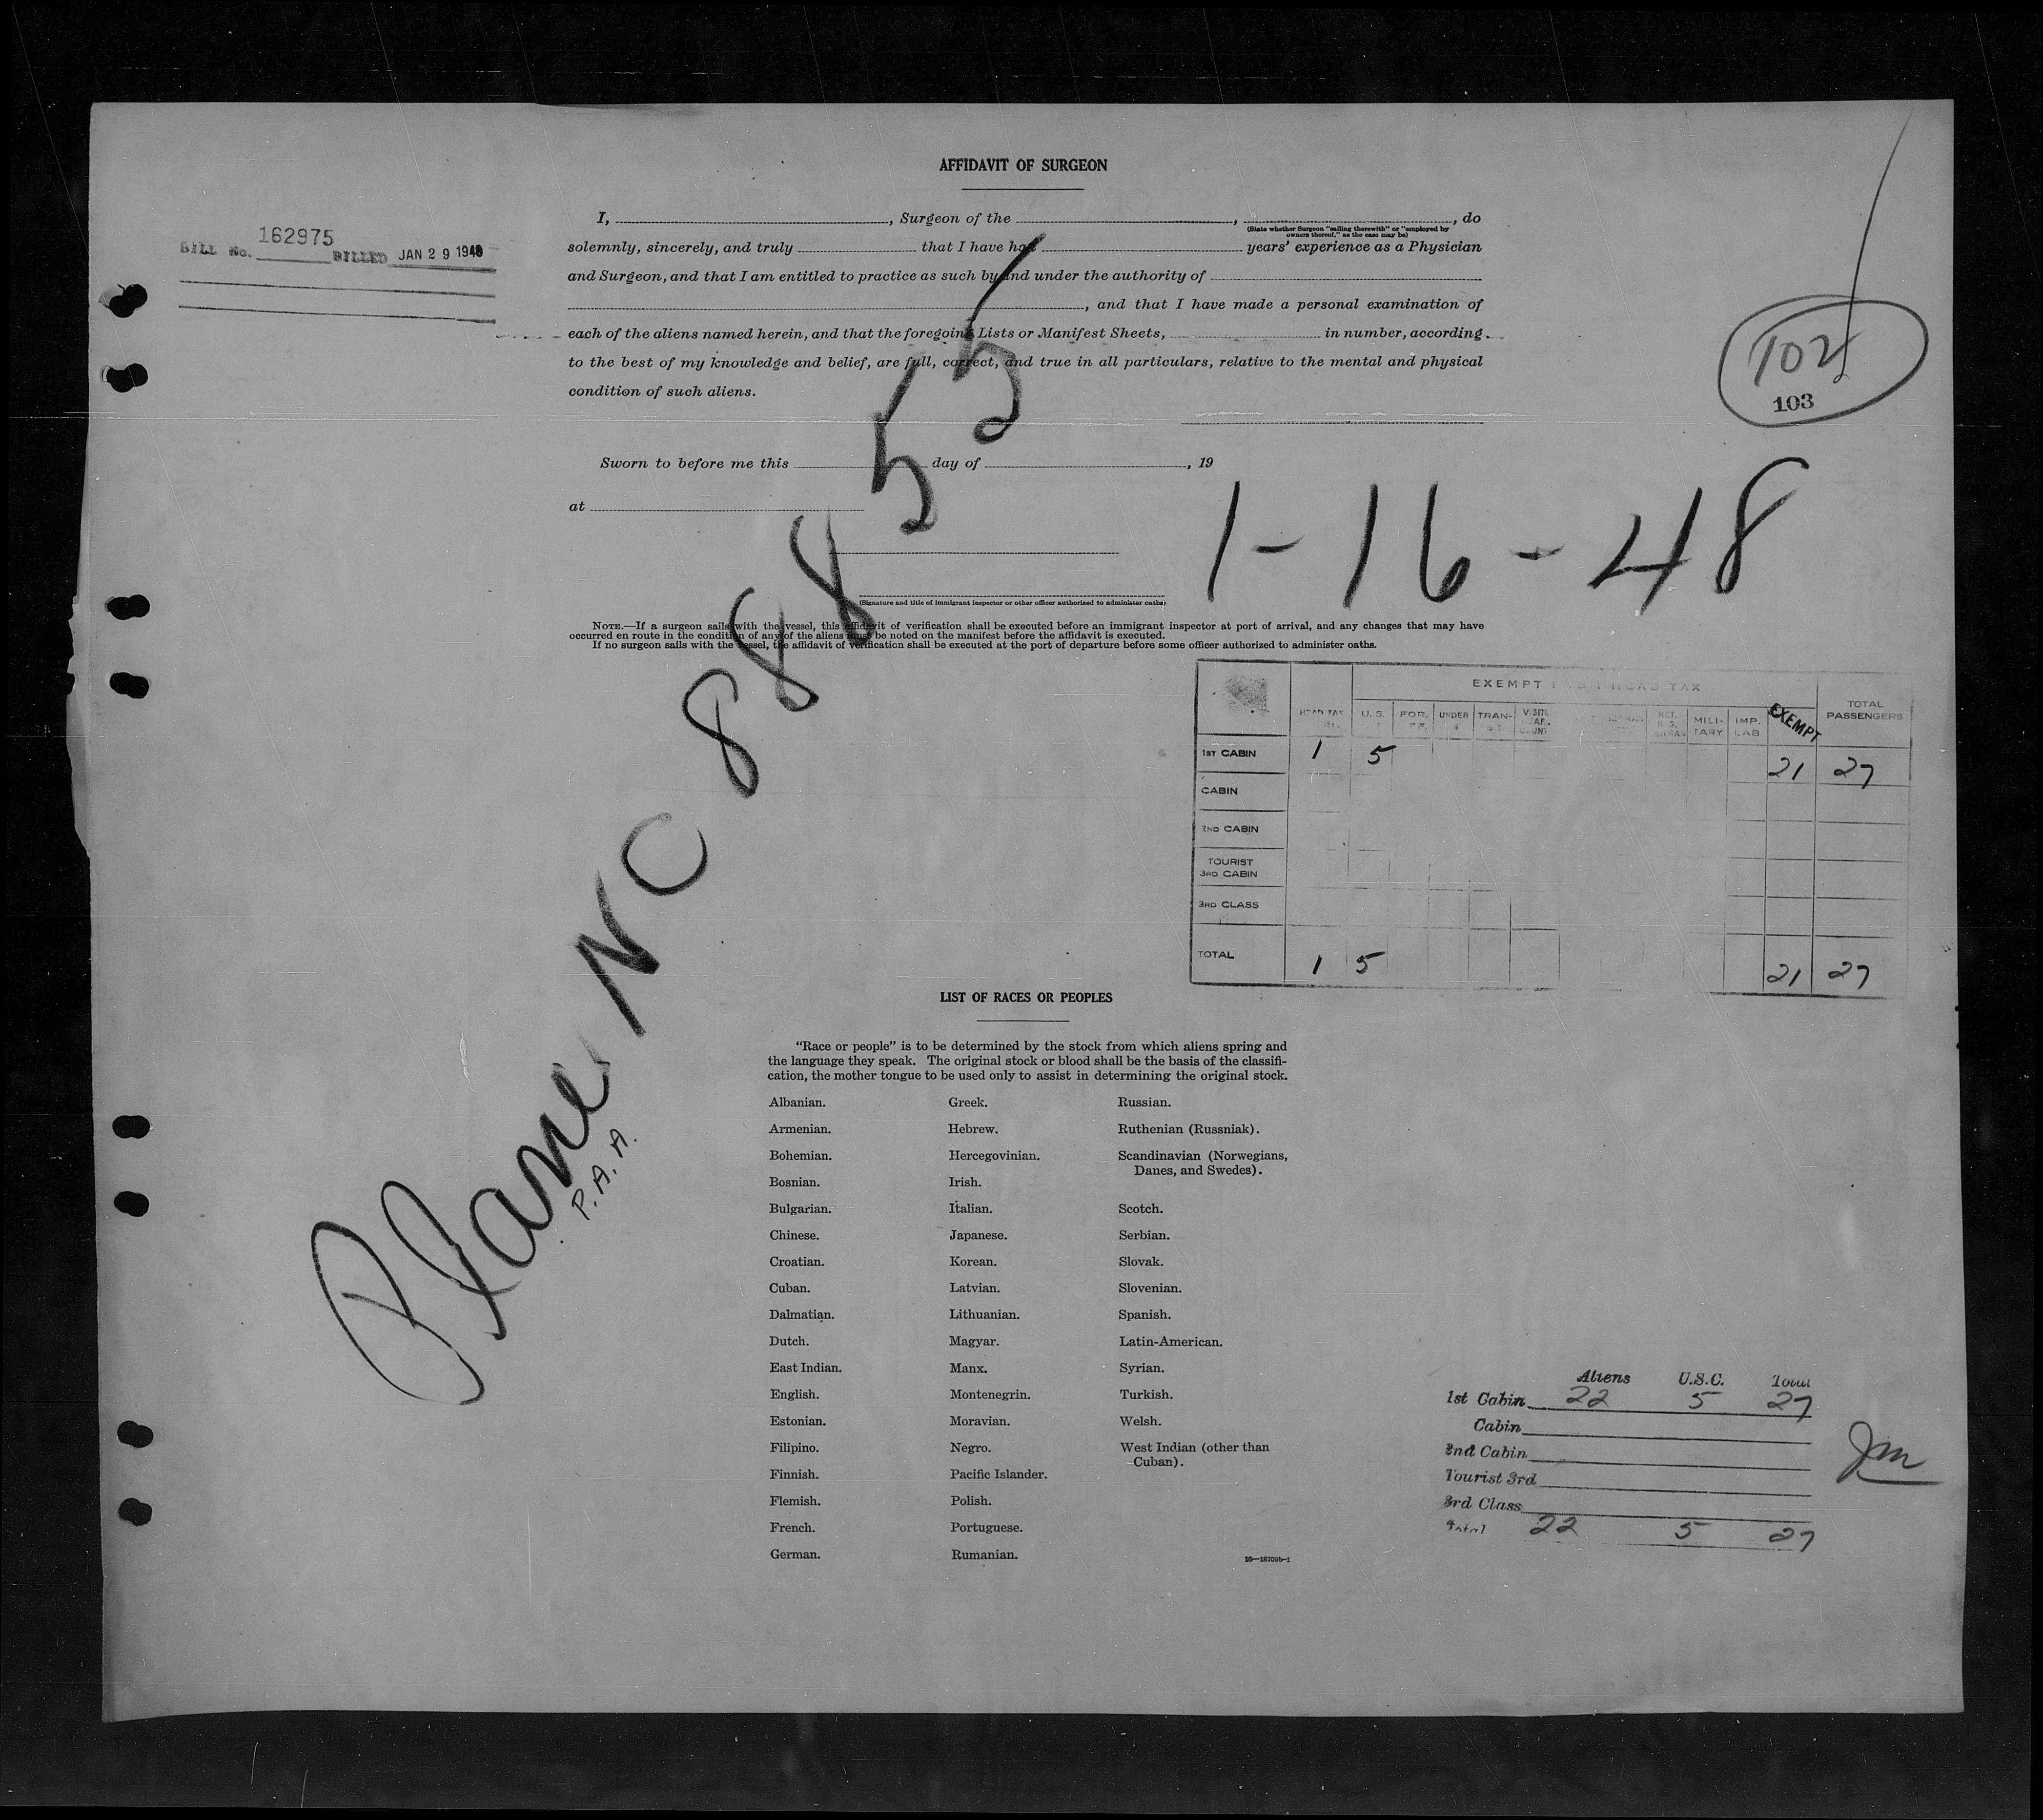 AFFIDAVIT OF SURGEON
BILL No. 162975 BILLED JAN 29 1948
I, , Surgeon of the , , do
(State whether Surgeon "sailing therewith" or "employed by
owners thereof," as the case may be)
solemnly, sincerely, and truly that I have had years' experience as a Physician
and Surgeon, and that I am entitled to practice as such by and under the authority of
, and that I have made a personal examination of
each of the aliens named herein, and that the foregoing Lists or Manifest Sheets, in number, according
to the best of my knowledge and belief, are full, correct, and true in all particulars, relative to the mental and physical
condition of such aliens.
102
103
Sworn to before me this day of , 19
at
1-16-48
(Signature and title of immigrant inspector or other officer authorized to administer oaths)
NOTE.—If a surgeon sails with the vessel, this affidavit of verification shall be executed before an immigrant inspector at port of arrival, and any changes that may have
occurred en route in the condition of any of the aliens must be noted on the manifest before the affidavit is executed.
If no surgeon sails with the vessel, the affidavit of verification shall be executed at the port of departure before some officer authorized to administer oaths.
Plane NC 88855
P.A.A.
EXEMPT HEAD TAX
HEAD TAX U.S. FOR. UNDER TRAN- MILI-TARY IMP. LAB EXEMPT TOTAL PASSENGERS
1ST CABIN 1 5 21 27
CABIN
2ND CABIN
TOURIST
3RD CABIN
3RD CLASS
TOTAL 1 5 21 27
LIST OF RACES OR PEOPLES
"Race or people" is to be determined by the stock from which aliens spring and
the language they speak. The original stock or blood shall be the basis of the classifi-
cation, the mother tongue to be used only to assist in determining the original stock.
Albanian.
Armenian.
Bohemian.
Bosnian.
Bulgarian.
Chinese.
Croatian.
Cuban.
Dalmatian.
Dutch.
East Indian.
English.
Estonian.
Filipino.
Finnish.
Flemish.
French.
German.
Greek.
Hebrew.
Hercegovinian.
Irish.
Italian.
Japanese.
Korean.
Latvian.
Lithuanian.
Magyar.
Manx.
Montenegrin.
Moravian.
Negro.
Pacific Islander.
Polish.
Portuguese.
Rumanian.
Russian.
Ruthenian (Russniak).
Scandinavian (Norwegians,
Danes, and Swedes).
Scotch.
Serbian.
Slovak.
Slovenian.
Spanish.
Latin-American.
Syrian.
Turkish.
Welsh.
West Indian (other than
Cuban).
Aliens U.S.C. Total
1st Cabin 22 5 27
Cabin
2nd Cabin
Tourist 3rd
3rd Class
Total 22 5 27
Jm